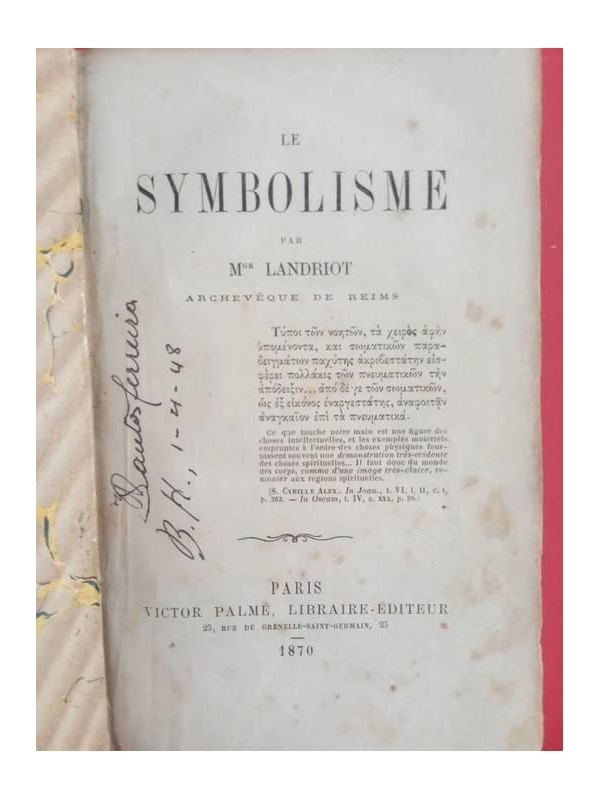 LE
SYMBOLISME
PAR
Mgr LANDRIOT
ARCHEVÊQUE DE REIMS
Τύποι τῶν νοητῶν, τὰ χειρὸς ἁφὴν
ὑπομένοντα, και σωματικῶν παρα-
δειγμάτων παχύτης ἀκριβεστάτην εἰσ-
φέρει πολλάκις τῶν πνευματικῶν τὴν
ἀπόδειξιν... ἀπὸ δέ γε τῶν σωματικῶν,
ὡς ἐξ εἰκόνος ἐναργεστάτης, ἀναφοιτᾶν
ἀναγκαῖον ἐπὶ τὰ πνευματικά.
Ce que touche notre main est une figure des
choses intellectuelles, et les exemples matériels
empruntés à l'ordre des choses physiques four-
nissent souvent une démonstration très-évidente
des choses spirituelles... Il faut donc du monde
des corps, comme d'une image très-claire, re-
monter aux régions spirituelles.
(S. CYRILLE ALEX., In Joan., t. VI, l. II, c. I,
p. 263. — In Oseam, t. IV, c. XXX, p. 98.)
Santos Ferreira
B. H., 1-4-48
PARIS
VICTOR PALMÉ, LIBRAIRE-ÉDITEUR
25, RUE DE GRENELLE-SAINT-GERMAIN, 25
1870